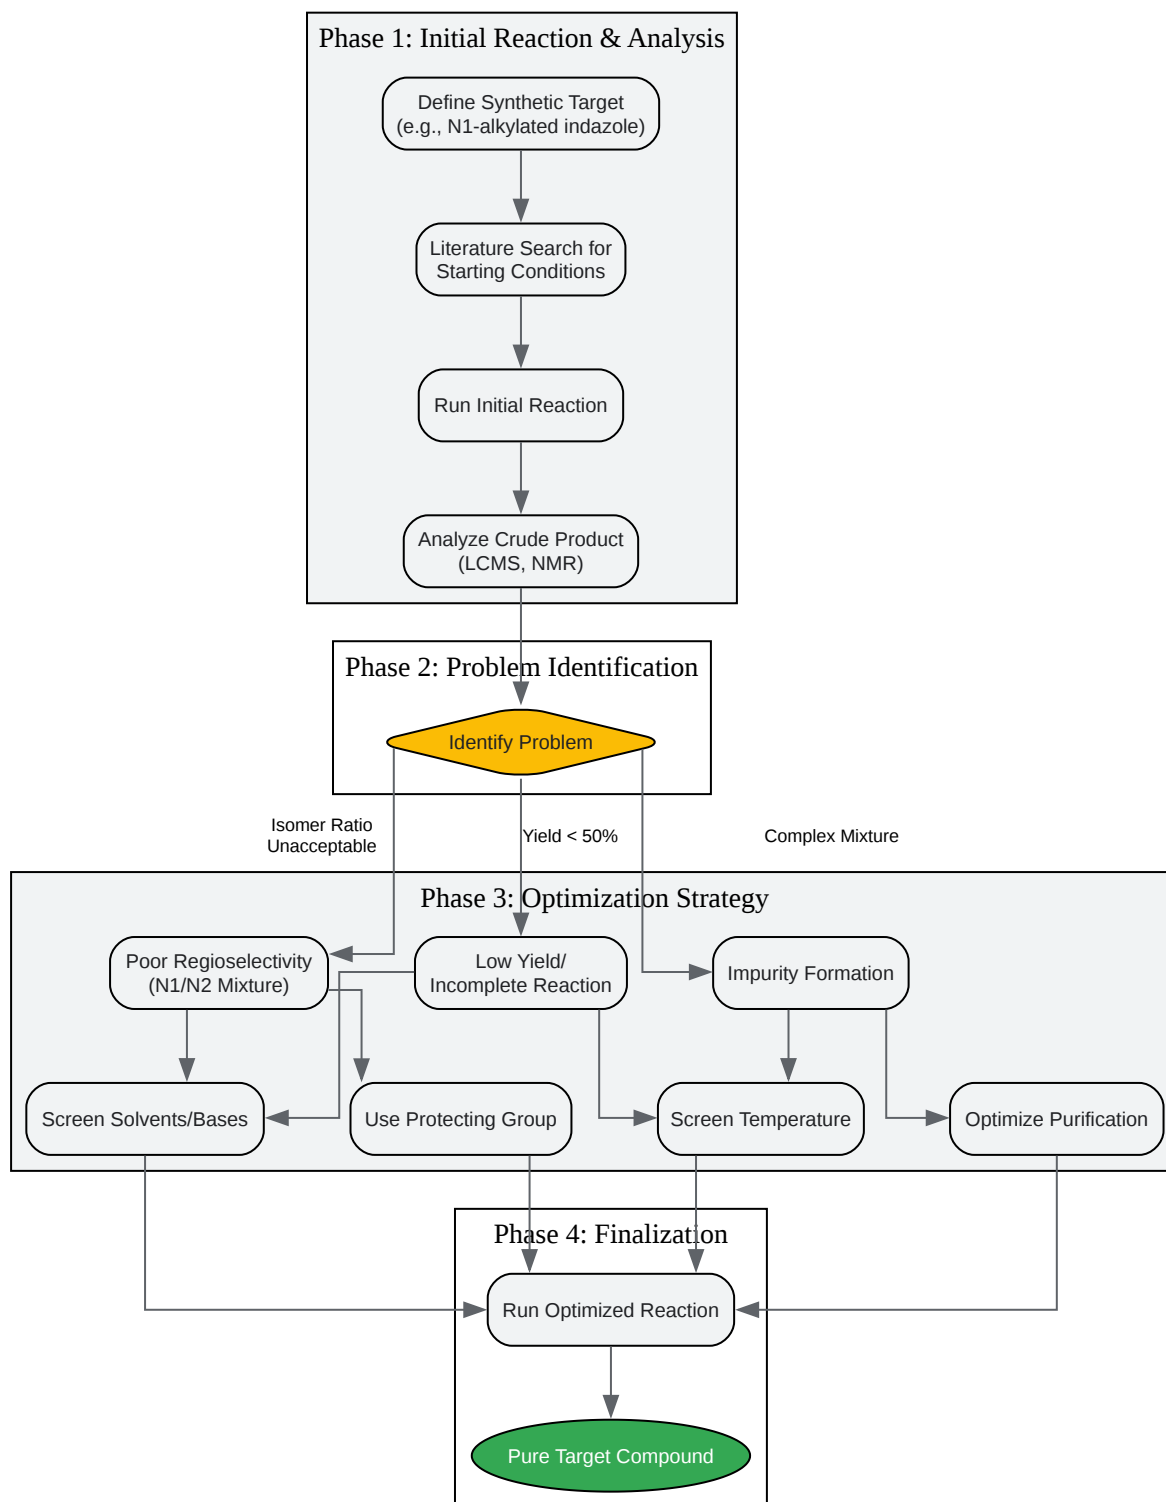 Phase 1: Initial Reaction & Analysis
Define Synthetic Target
(e.g., N1-alkylated indazole)
Literature Search for
Starting Conditions
Run Initial Reaction
Analyze Crude Product
(LCMS, NMR)
Phase 2: Problem Identification
Identify Problem
Isomer Ratio
Unacceptable
Yield < 50%
Complex Mixture
Phase 3: Optimization Strategy
Poor Regioselectivity
(N1/N2 Mixture)
Low Yield/
Incomplete Reaction
Impurity Formation
Screen Solvents/Bases
Use Protecting Group
Screen Temperature
Optimize Purification
Phase 4: Finalization
Run Optimized Reaction
Pure Target Compound